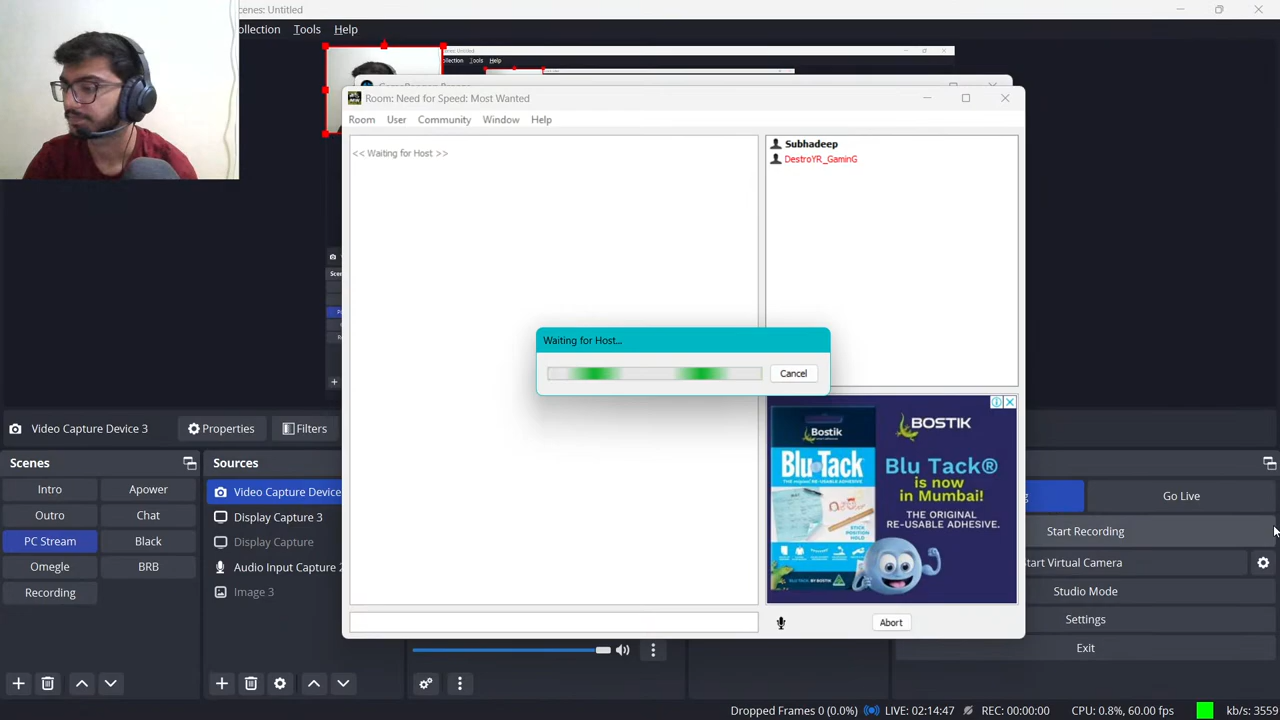 cenes: Untitled
ollection Tools Help
ollection Tools Help
Room: Need for Speed: Most Wanted
Room User Community Window Help
<< Waiting for Host >>
Subhadeep
DestroYR_GaminG
Waiting for Host...
Cancel
Bostik
Blu Tack
BOSTIK
Blu Tack®
is now
in Mumbai!
THE ORIGINAL
RE-USABLE ADHESIVE.
Abort
Video Capture Device 3
Properties
Filters
Scenes
Intro
Apower
Outro
Chat
PC Stream
Black
Omegle
BRB
Recording
Sources
Video Capture Device
Display Capture 3
Display Capture
Audio Input Capture 2
Image 3
g
Go Live
Start Recording
tart Virtual Camera
Studio Mode
Settings
Exit
Dropped Frames 0 (0.0%) LIVE: 02:14:47 REC: 00:00:00 CPU: 0.8%, 60.00 fps kb/s: 3559